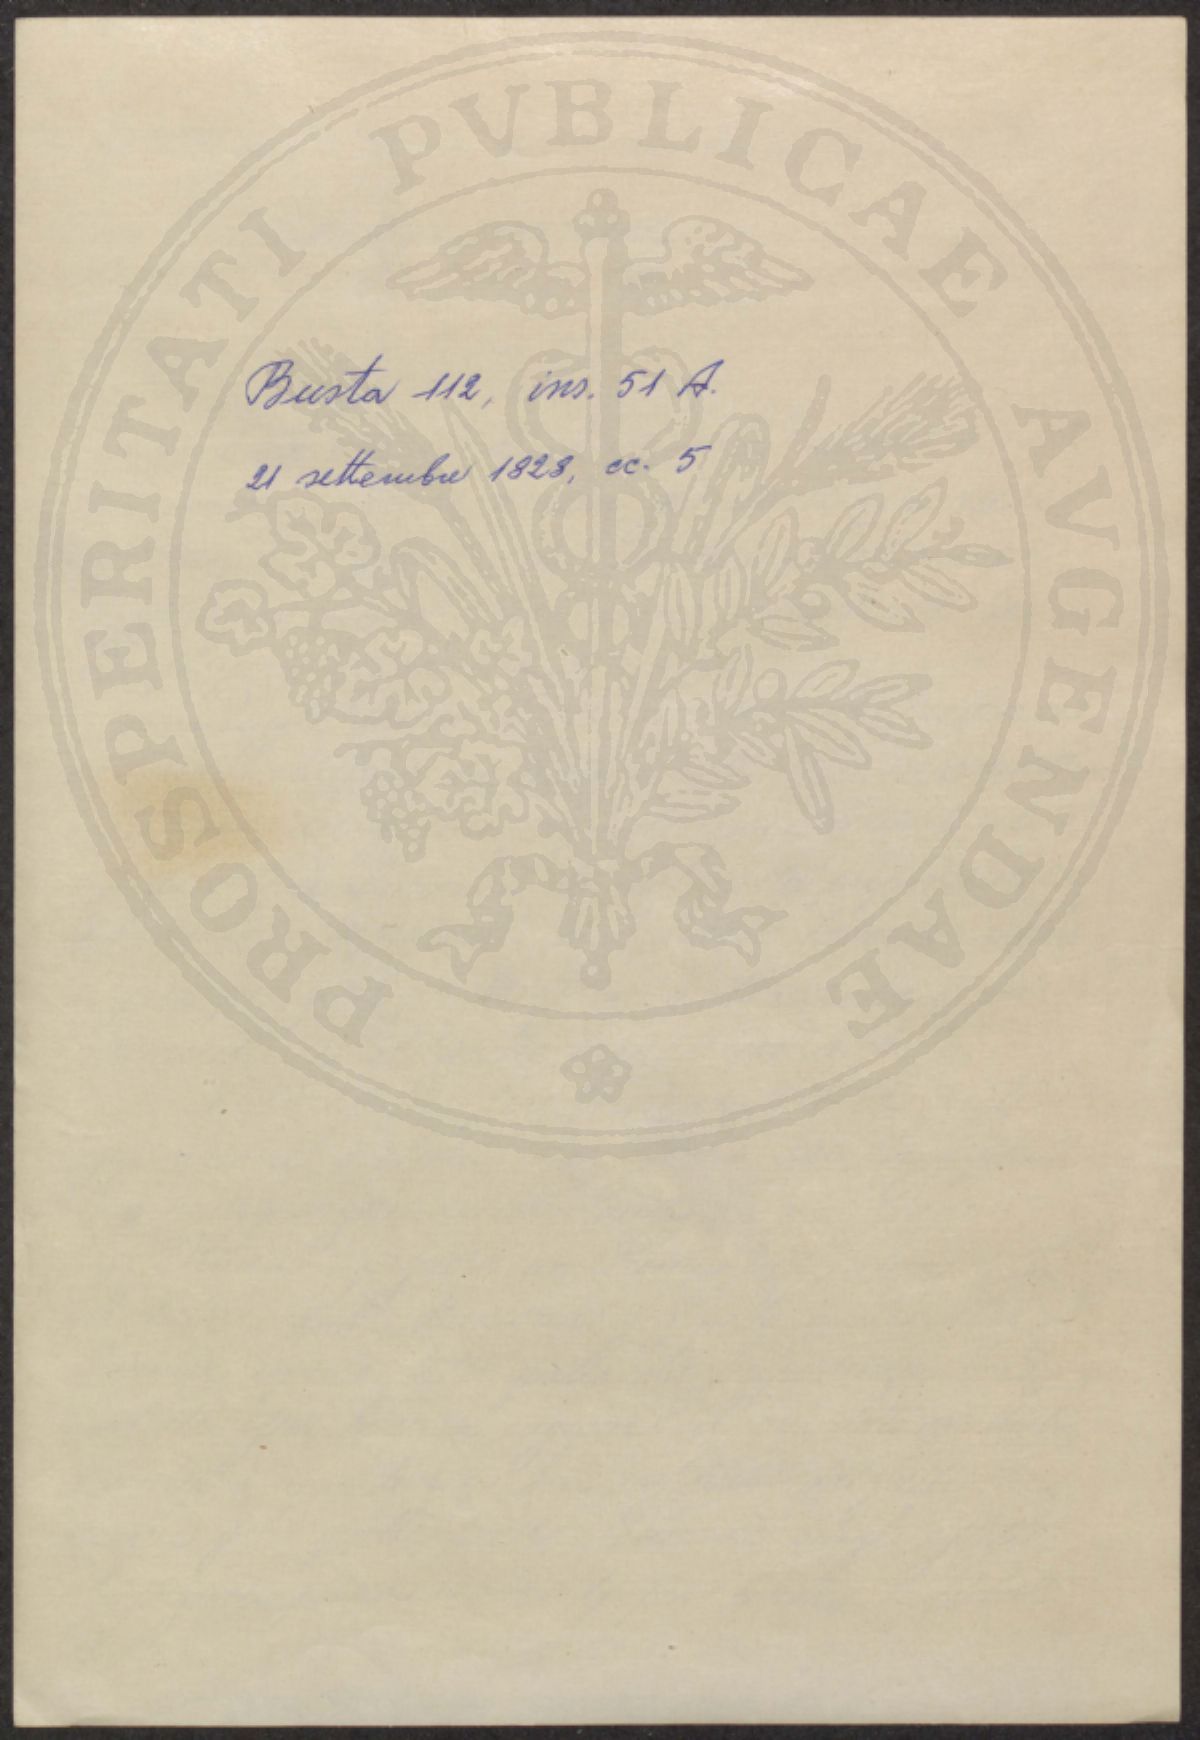 Busta 112, ins. 51 A.
21 settembre 1828, cc. 5
PROSPERITATI PVBLICAE AVGENDAE